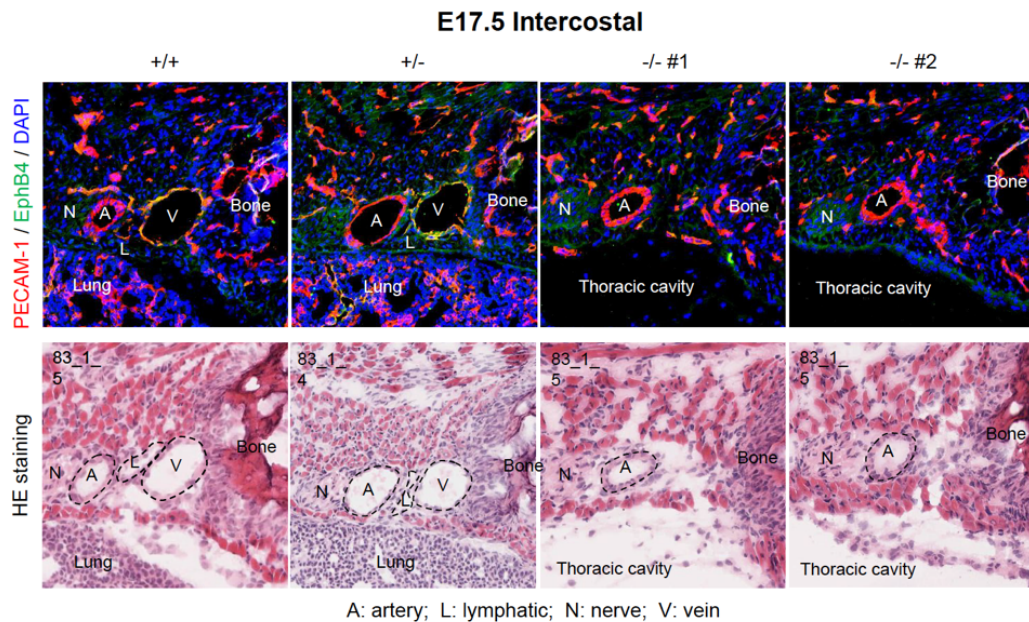 E17.5 Intercostal
+/+ +/- -/- #1 -/- #2
PECAM-1 / EphB4 / DAPI
N A V Bone L Lung
A V Bone L Lung
N A Bone Thoracic cavity
N A Bone Thoracic cavity
HE staining
83_1_
5
N A L V Bone Lung
83_1_
4
N A L V Bone Lung
83_1_
5
N A Bone Thoracic cavity
83_1_
5
N A Bone Thoracic cavity
A: artery; L: lymphatic; N: nerve; V: vein